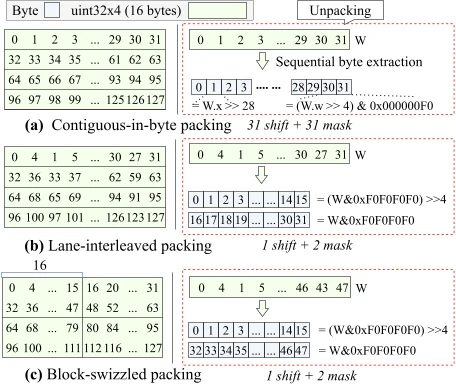 Byte uint32x4 (16 bytes) Unpacking
0 1 2 3 ... 29 30 31
32 33 34 35 ... 61 62 63
64 65 66 67 ... 93 94 95
96 97 98 99 ... 125 126 127
0 1 2 3 ... 29 30 31 W
Sequential byte extraction
0 1 2 3 ····· 28 29 30 31
= W.x >> 28 = (W.w >> 4) & 0x000000F0
(a) Contiguous-in-byte packing 31 shift + 31 mask
0 4 1 5 ... 30 27 31
32 36 33 37 ... 62 59 63
64 68 65 69 ... 94 91 95
96 100 97 101 ... 126 123 127
0 4 1 5 ... 30 27 31 W
0 1 2 3 ... ... 14 15 = (W&0xF0F0F0F0) >>4
16 17 18 19 ... ... 30 31 = W&0xF0F0F0F0
(b) Lane-interleaved packing 1 shift + 2 mask
16
0 4 ... 15 16 20 ... 31
32 36 ... 47 48 52 ... 63
64 68 ... 79 80 84 ... 95
96 100 ... 111 112 116 ... 127
0 4 1 5 ... 46 43 47 W
0 1 2 3 ... ... 14 15 = (W&0xF0F0F0F0) >>4
32 33 34 35 ... ... 46 47 = W&0xF0F0F0F0
(c) Block-swizzled packing 1 shift + 2 mask